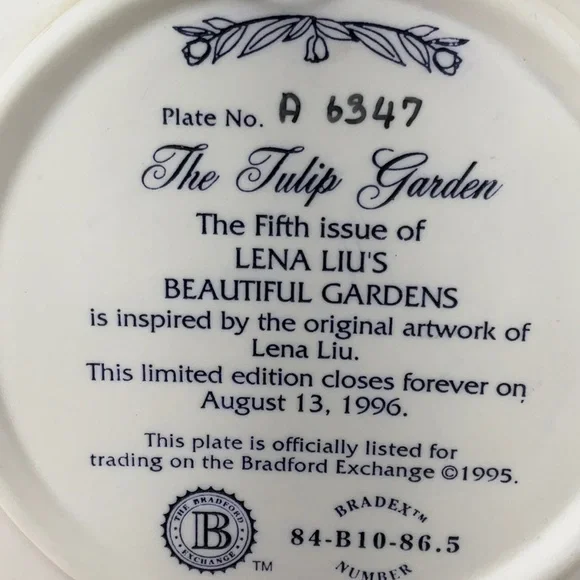 Plate No. A 6347
The Tulip Garden
The Fifth issue of
LENA LIU'S
BEAUTIFUL GARDENS
is inspired by the original artwork of
Lena Liu.
This limited edition closes forever on
August 13, 1996.
This plate is officially listed for
trading on the Bradford Exchange ©1995.
THE BRADFORD
B
EXCHANGE
TM
BRADEX™
84-B10-86.5
NUMBER